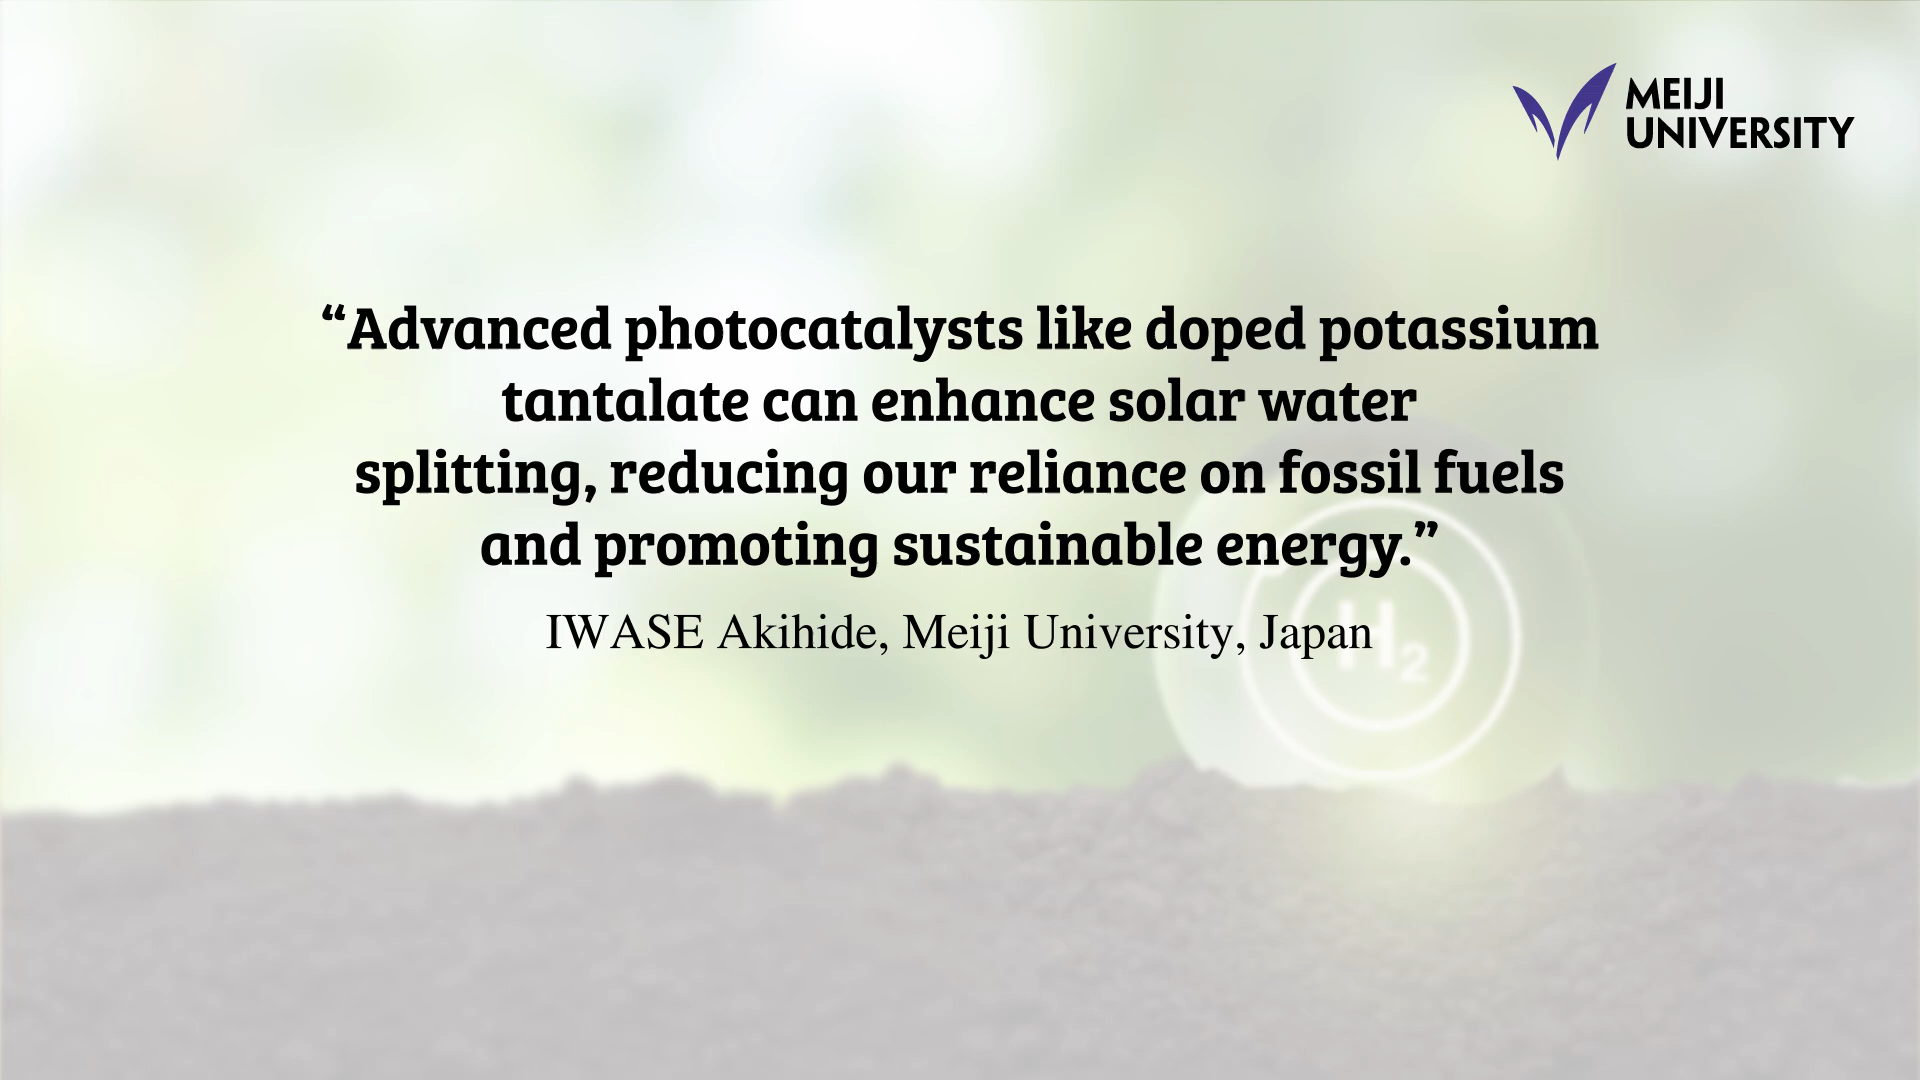 MEIJI
UNIVERSITY
“Advanced photocatalysts like doped potassium
tantalate can enhance solar water
splitting, reducing our reliance on fossil fuels
and promoting sustainable energy.”
IWASE Akihide, Meiji University, Japan
H₂